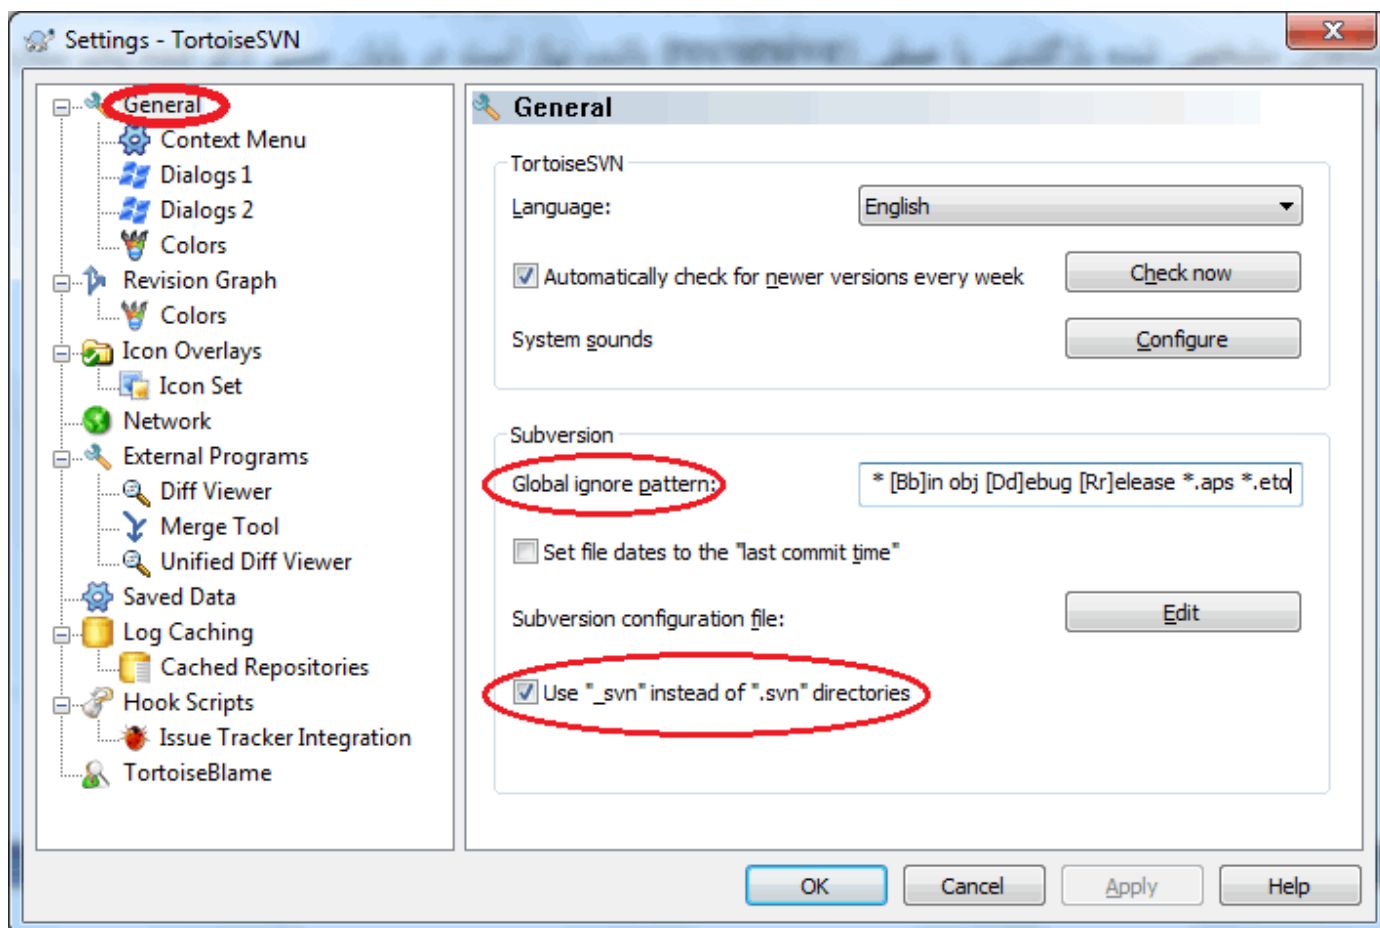 Settings - TortoiseSVN
General
Context Menu
Dialogs 1
Dialogs 2
Colors
Revision Graph
Colors
Icon Overlays
Icon Set
Network
External Programs
Diff Viewer
Merge Tool
Unified Diff Viewer
Saved Data
Log Caching
Cached Repositories
Hook Scripts
Issue Tracker Integration
TortoiseBlame
General
TortoiseSVN
Language:
English
Automatically check for newer versions every week
Check now
System sounds
Configure
Subversion
Global ignore pattern:
* [Bb]in obj [Dd]ebug [Rr]elease *.aps *.eto
Set file dates to the "last commit time"
Subversion configuration file:
Edit
Use "_svn" instead of ".svn" directories
OK
Cancel
Apply
Help